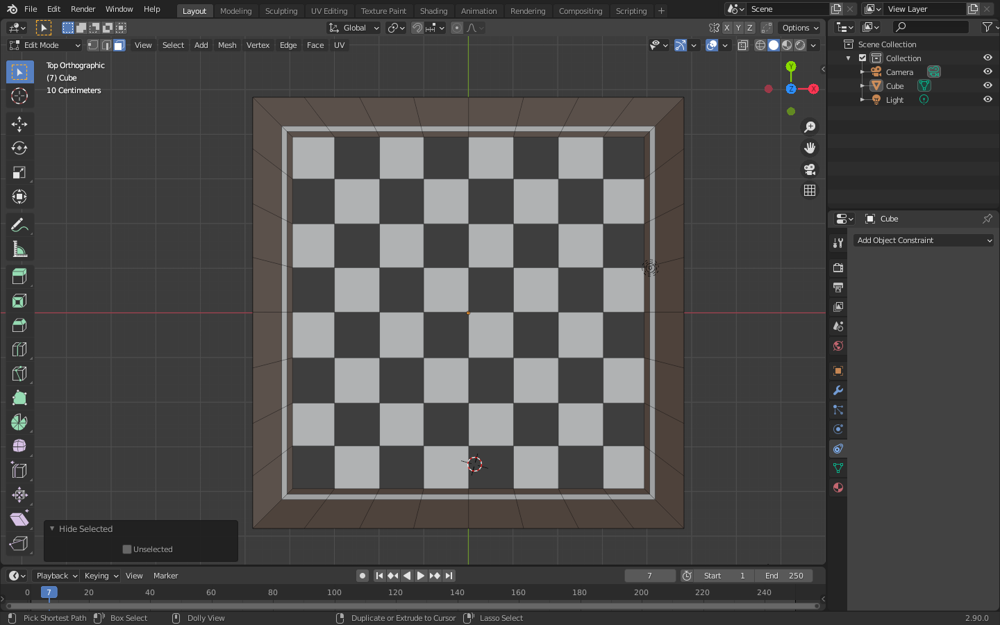 File Edit Render Window Help Layout Modeling Sculpting UV Editing Texture Paint Shading Animation Rendering Compositing Scripting + Scene View Layer
Global X Y Z Options
Edit Mode View Select Add Mesh Vertex Edge Face UV
Top Orthographic
(7) Cube
10 Centimeters
Y
Z X
Scene Collection
Collection
Camera
Cube
Light
Cube
Add Object Constraint
Hide Selected
Unselected
Playback Keying View Marker 7 Start 1 End 250
0 7 20 40 60 80 100 120 140 160 180 200 220 240
Pick Shortest Path Box Select Dolly View Duplicate or Extrude to Cursor Lasso Select 2.90.0